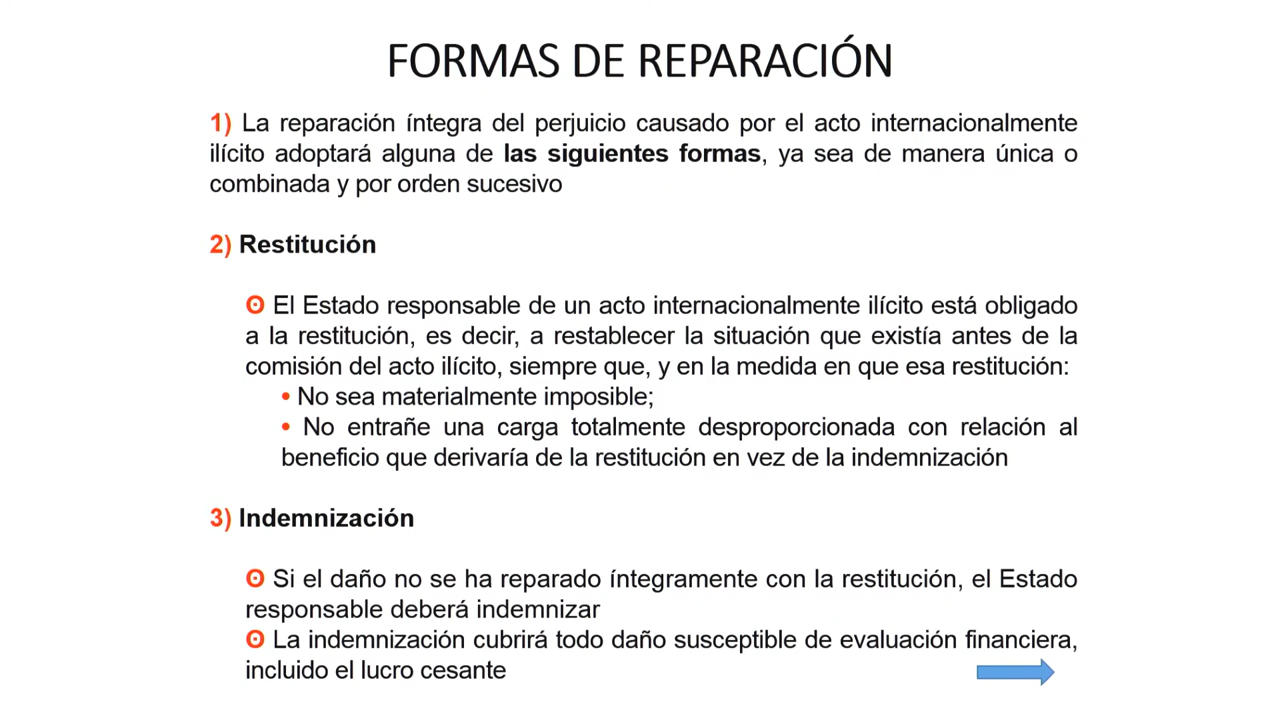 FORMAS DE REPARACIÓN
1) La reparación íntegra del perjuicio causado por el acto internacionalmente
ilícito adoptará alguna de las siguientes formas, ya sea de manera única o
combinada y por orden sucesivo
2) Restitución
ʘ El Estado responsable de un acto internacionalmente ilícito está obligado
a la restitución, es decir, a restablecer la situación que existía antes de la
comisión del acto ilícito, siempre que, y en la medida en que esa restitución:
• No sea materialmente imposible;
• No entrañe una carga totalmente desproporcionada con relación al
beneficio que derivaría de la restitución en vez de la indemnización
3) Indemnización
ʘ Si el daño no se ha reparado íntegramente con la restitución, el Estado
responsable deberá indemnizar
ʘ La indemnización cubrirá todo daño susceptible de evaluación financiera,
incluido el lucro cesante